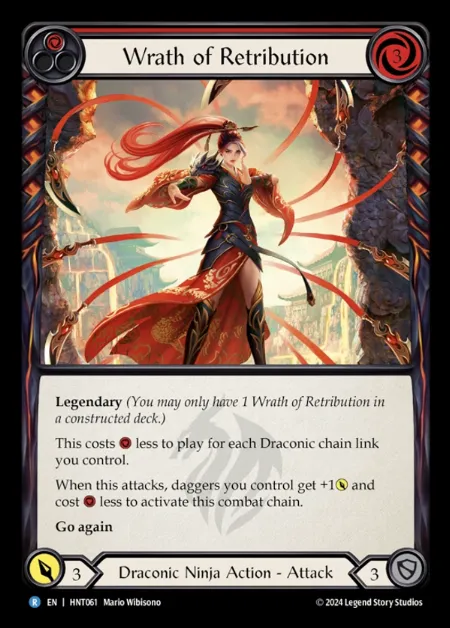 Wrath of Retribution
3
Legendary (You may only have 1 Wrath of Retribution in
a constructed deck.)
This costs less to play for each Draconic chain link
you control.
When this attacks, daggers you control get +1 and
cost less to activate this combat chain.
Go again
3 Draconic Ninja Action - Attack 3
R EN | HNT061 Mario Wibisono © 2024 Legend Story Studios